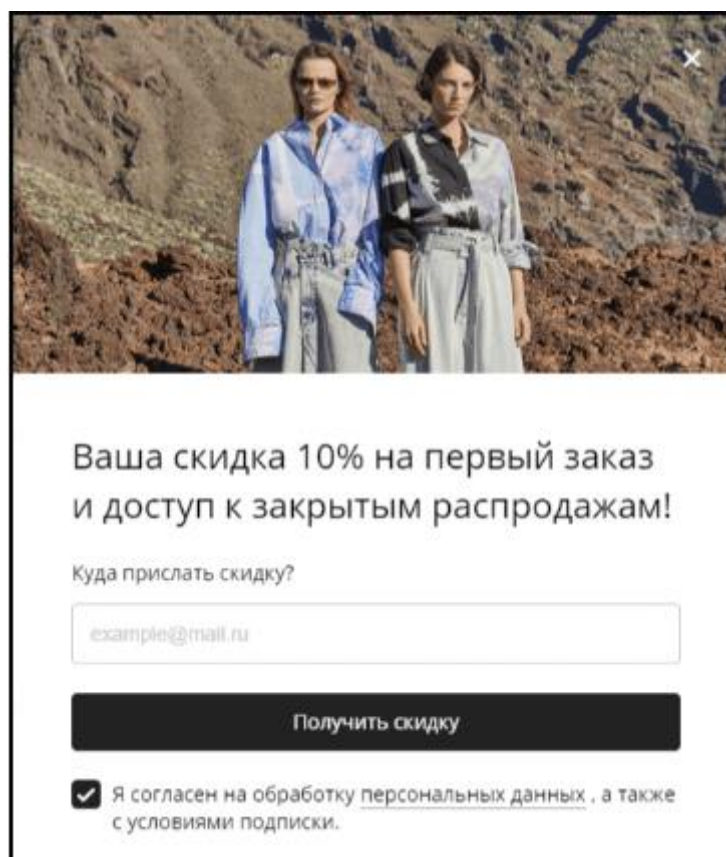 Ваша скидка 10% на первый заказ
и доступ к закрытым распродажам!
Куда прислать скидку?
example@mail.ru
Получить скидку
Я согласен на обработку персональных данных , а также
с условиями подписки.